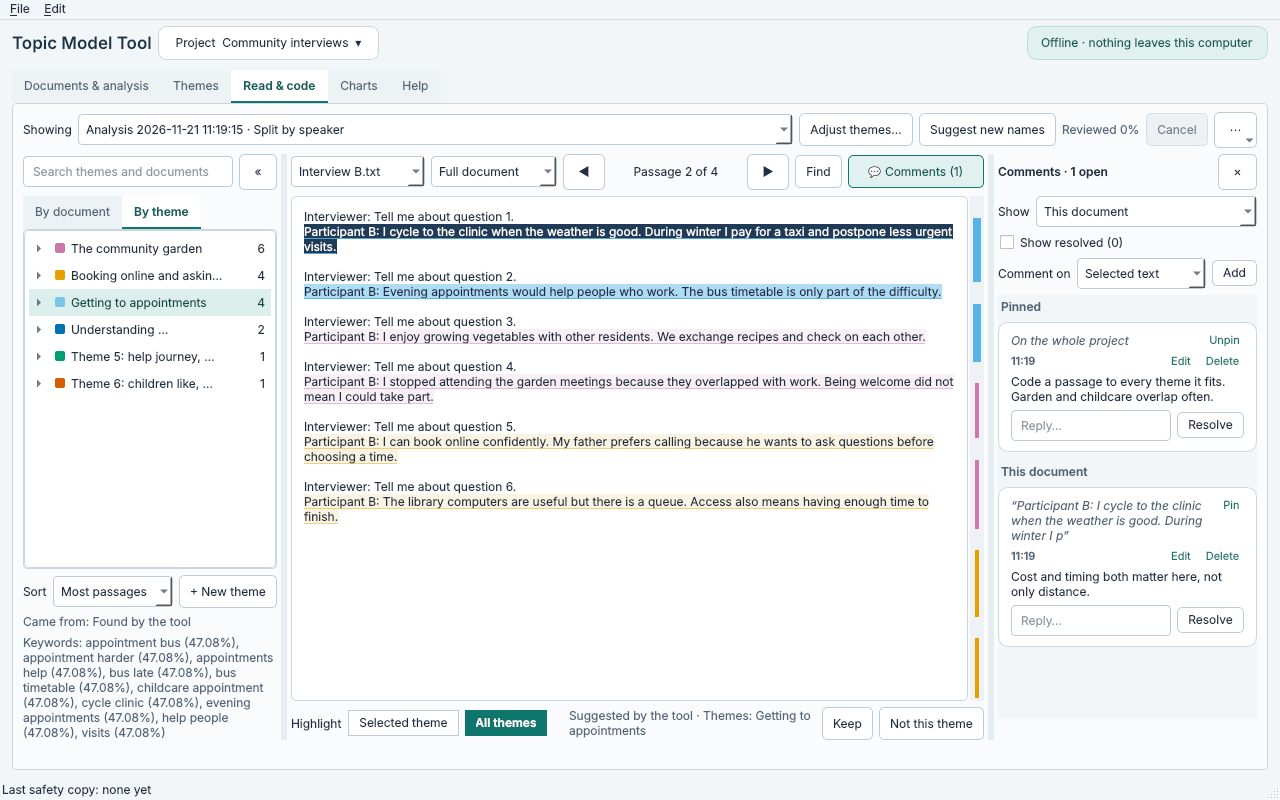 File Edit
Topic Model Tool
Project Community interviews ▾
Offline · nothing leaves this computer
Documents & analysis
Themes
Read & code
Charts
Help
Showing
Analysis 2026-11-21 11:19:15 · Split by speaker
Adjust themes...
Suggest new names
Reviewed 0%
Cancel
...
Search themes and documents
«
By document
By theme
The community garden 6
Booking online and askin... 4
Getting to appointments 4
Understanding ... 2
Theme 5: help journey, ... 1
Theme 6: children like, ... 1
Sort
Most passages
+ New theme
Came from: Found by the tool
Keywords: appointment bus (47.08%),
appointment harder (47.08%), appointments
help (47.08%), bus late (47.08%), bus
timetable (47.08%), childcare appointment
(47.08%), cycle clinic (47.08%), evening
appointments (47.08%), help people
(47.08%), visits (47.08%)
Interview B.txt
Full document
◀
Passage 2 of 4
▶
Find
💬 Comments (1)
Interviewer: Tell me about question 1.
Participant B: I cycle to the clinic when the weather is good. During winter I pay for a taxi and postpone less urgent
visits.
Interviewer: Tell me about question 2.
Participant B: Evening appointments would help people who work. The bus timetable is only part of the difficulty.
Interviewer: Tell me about question 3.
Participant B: I enjoy growing vegetables with other residents. We exchange recipes and check on each other.
Interviewer: Tell me about question 4.
Participant B: I stopped attending the garden meetings because they overlapped with work. Being welcome did not
mean I could take part.
Interviewer: Tell me about question 5.
Participant B: I can book online confidently. My father prefers calling because he wants to ask questions before
choosing a time.
Interviewer: Tell me about question 6.
Participant B: The library computers are useful but there is a queue. Access also means having enough time to
finish.
Highlight
Selected theme
All themes
Suggested by the tool · Themes: Getting to
appointments
Keep
Not this theme
Comments · 1 open
×
Show
This document
Show resolved (0)
Comment on
Selected text
Add
Pinned
On the whole project
Unpin
11:19
Edit
Delete
Code a passage to every theme it fits.
Garden and childcare overlap often.
Reply...
Resolve
This document
“Participant B: I cycle to the clinic
when the weather is good. During
winter I p”
Pin
11:19
Edit
Delete
Cost and timing both matter here, not
only distance.
Reply...
Resolve
Last safety copy: none yet